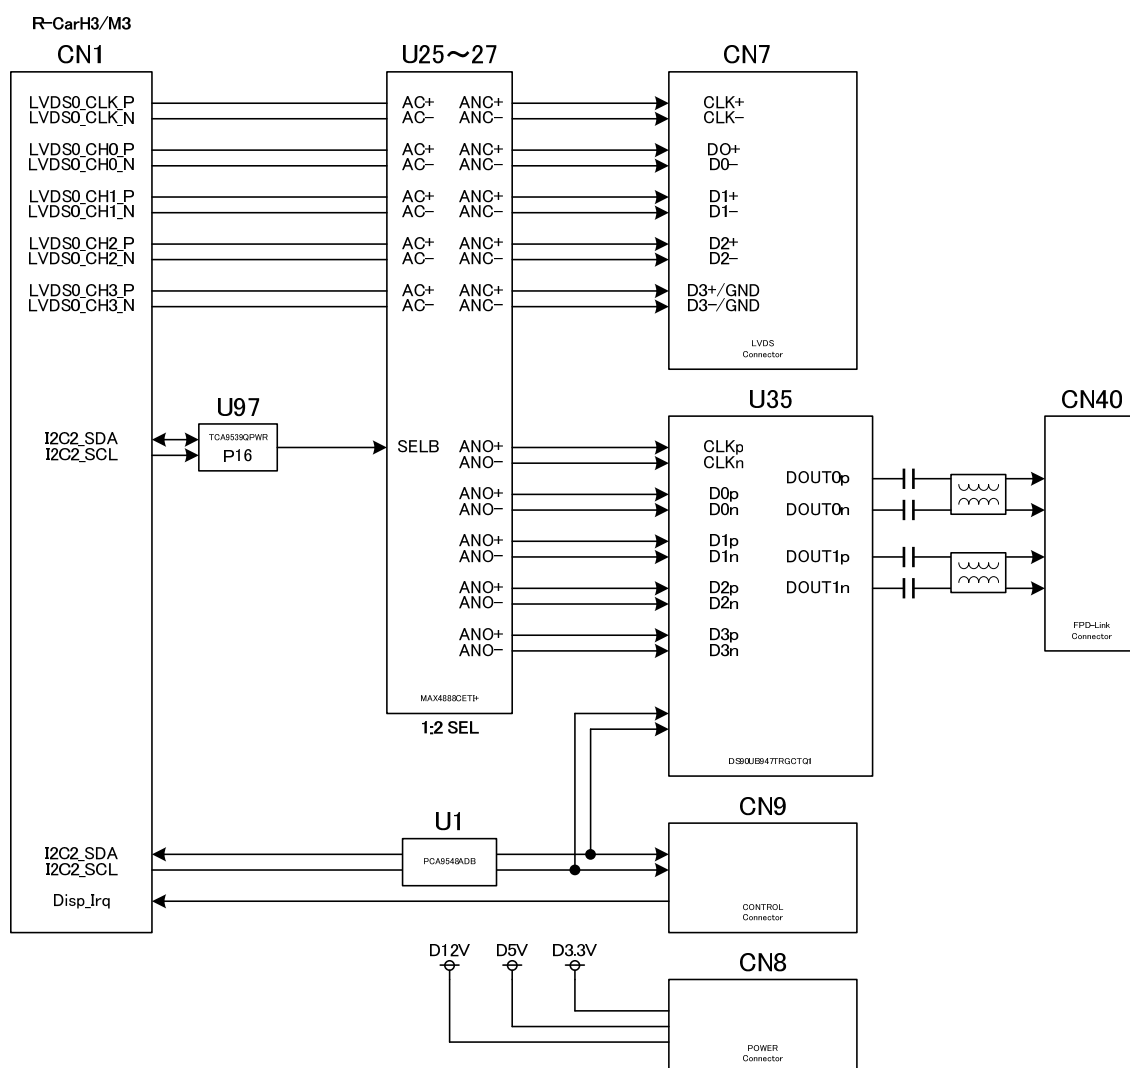 R-CarH3/M3
CN1
U25～27
CN7
LVDS0_CLK_P
LVDS0_CLK_N
LVDS0_CH0_P
LVDS0_CH0_N
LVDS0_CH1_P
LVDS0_CH1_N
LVDS0_CH2_P
LVDS0_CH2_N
LVDS0_CH3_P
LVDS0_CH3_N
I2C2_SDA
I2C2_SCL
U97
TCA9539QPWR
P16
AC+ ANC+
AC- ANC-
AC+ ANC+
AC- ANC-
AC+ ANC+
AC- ANC-
AC+ ANC+
AC- ANC-
AC+ ANC+
AC- ANC-
SELB
ANO+
ANO-
ANO+
ANO-
ANO+
ANO-
ANO+
ANO-
ANO+
ANO-
MAX4888CETI+
1:2 SEL
CLK+
CLK-
DO+
D0-
D1+
D1-
D2+
D2-
D3+/GND
D3-/GND
LVDS
Connector
U35
CLKp
CLKn
D0p
D0n
D1p
D1n
D2p
D2n
D3p
D3n
DOUT0p
DOUT0n
DOUT1p
DOUT1n
DS90UB947TRGCTQ1
CN40
FPD-Link
Connector
U1
PCA9548ADB
I2C2_SDA
I2C2_SCL
Disp_Irq
CN9
CONTROL
Connector
D12V D5V D3.3V
CN8
POWER
Connector